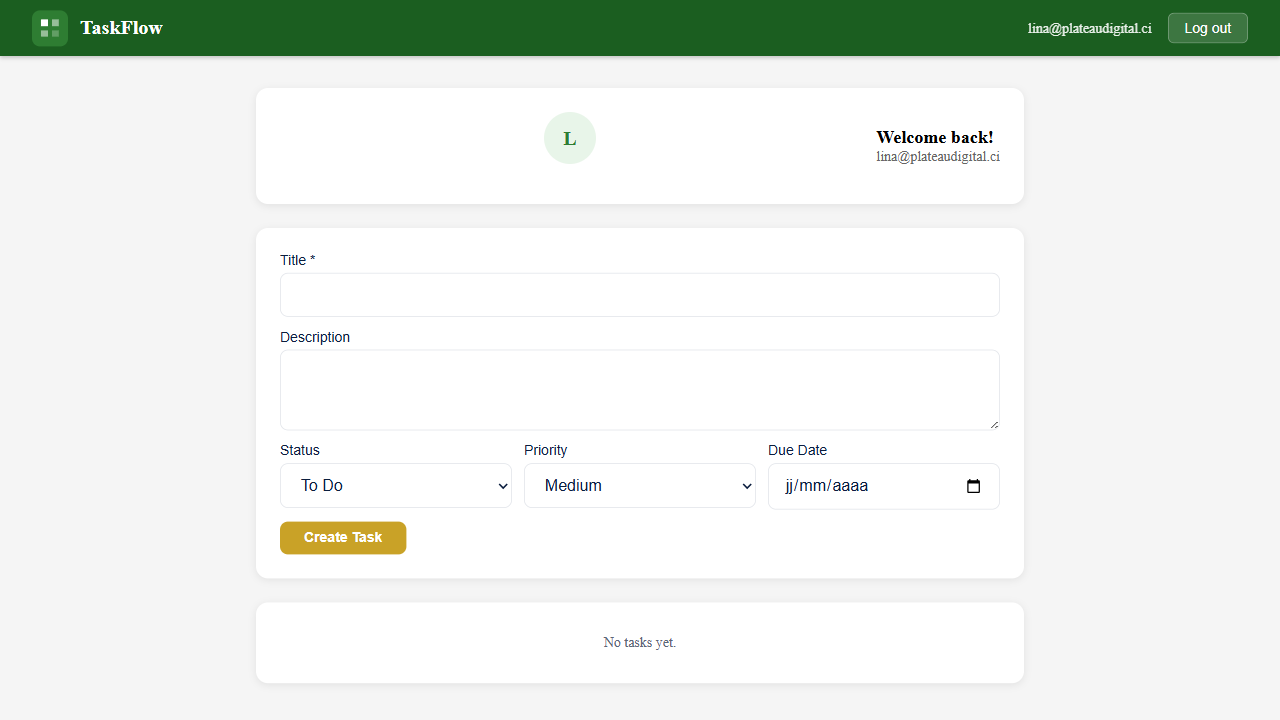 TaskFlow
lina@plateaudigital.ci
Log out
L
Welcome back!
lina@plateaudigital.ci
Title *
Description
Status
Priority
Due Date
To Do
Medium
jj/mm/aaaa
Create Task
No tasks yet.